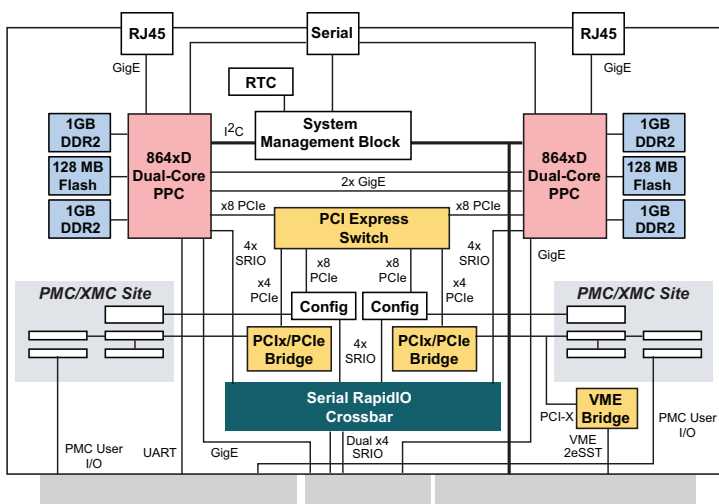 RJ45
Serial
RJ45
GigE
GigE
RTC
1GB
DDR2
128 MB
Flash
1GB
DDR2
864xD
Dual-Core
PPC
I2C
System
Management Block
864xD
Dual-Core
PPC
1GB
DDR2
128 MB
Flash
1GB
DDR2
2x GigE
x8 PCIe
PCI Express
Switch
x8 PCIe
4x
SRIO
x8
PCIe
x8
PCIe
4x
SRIO
GigE
x4
PCIe
x4
PCIe
PMC/XMC Site
Config
Config
PMC/XMC Site
PCIx/PCIe
Bridge
4x
SRIO
PCIx/PCIe
Bridge
Serial RapidIO
Crossbar
VME
Bridge
PCI-X
PMC User
I/O
PMC User
I/O
UART
GigE
Dual x4
SRIO
VME
2eSST